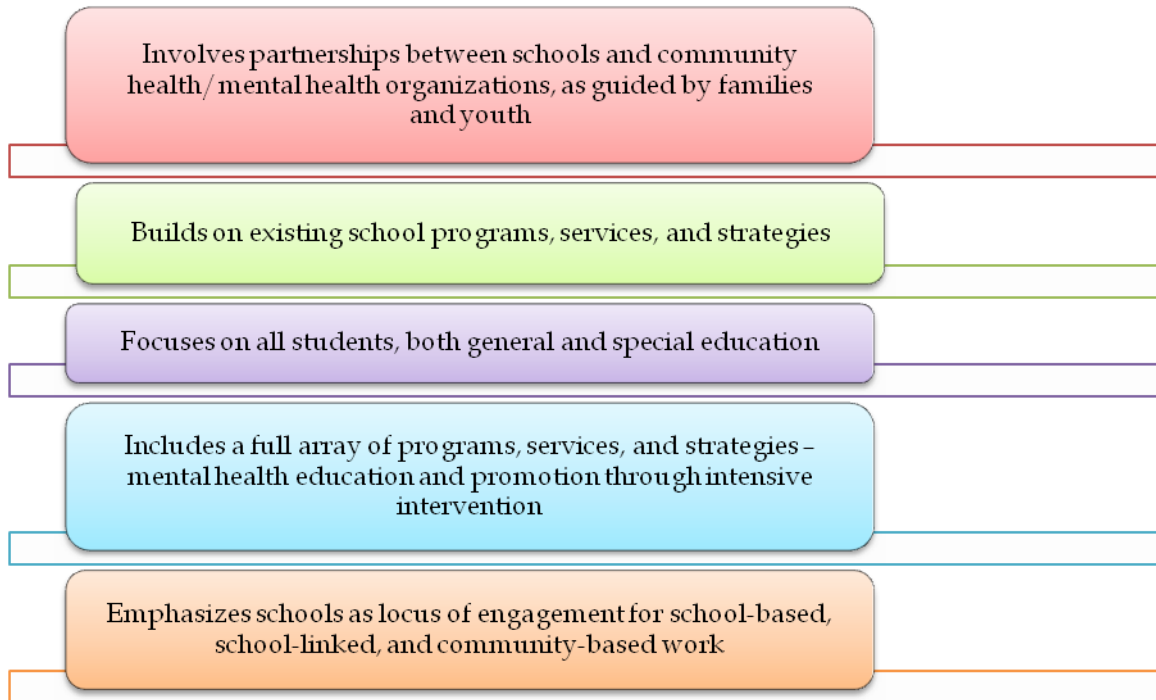 Involves partnerships between schools and community
health/mental health organizations, as guided by families
and youth
Builds on existing school programs, services, and strategies
Focuses on all students, both general and special education
Includes a full array of programs, services, and strategies –
mental health education and promotion through intensive
intervention
Emphasizes schools as locus of engagement for school-based,
school-linked, and community-based work